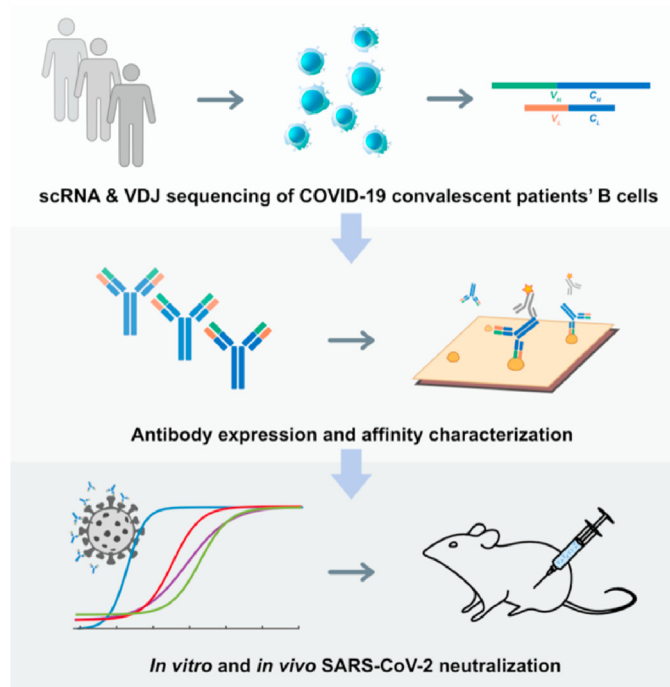 V_H C_H
V_L C_L
scRNA & VDJ sequencing of COVID-19 convalescent patients’ B cells
Antibody expression and affinity characterization
In vitro and in vivo SARS-CoV-2 neutralization